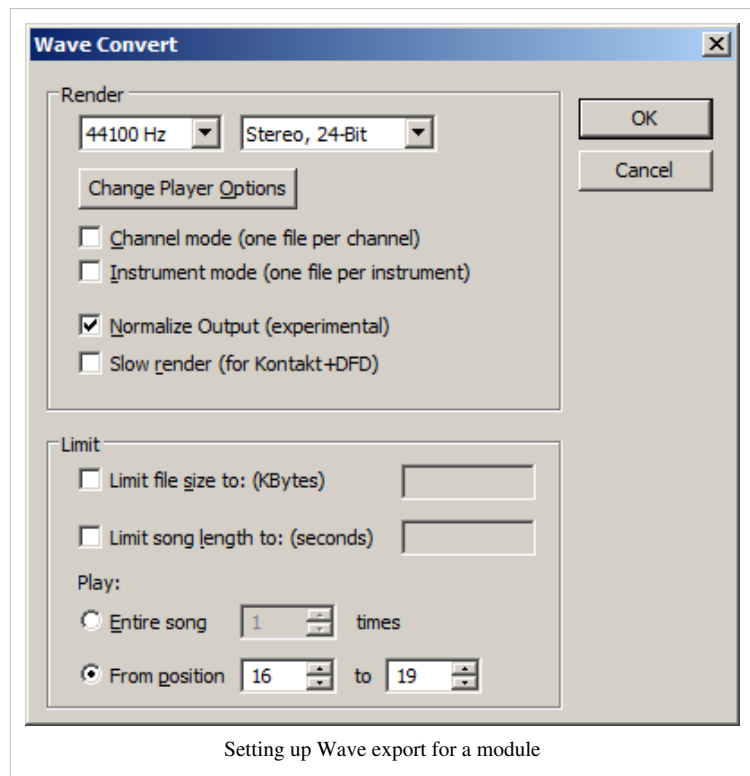 Wave Convert
Render
44100 Hz Stereo, 24-Bit
OK
Cancel
Change Player Options
Channel mode (one file per channel)
Instrument mode (one file per instrument)
Normalize Output (experimental)
Slow render (for Kontakt+DFD)
Limit
Limit file size to: (KBytes)
Limit song length to: (seconds)
Play:
Entire song 1 times
From position 16 to 19
Setting up Wave export for a module